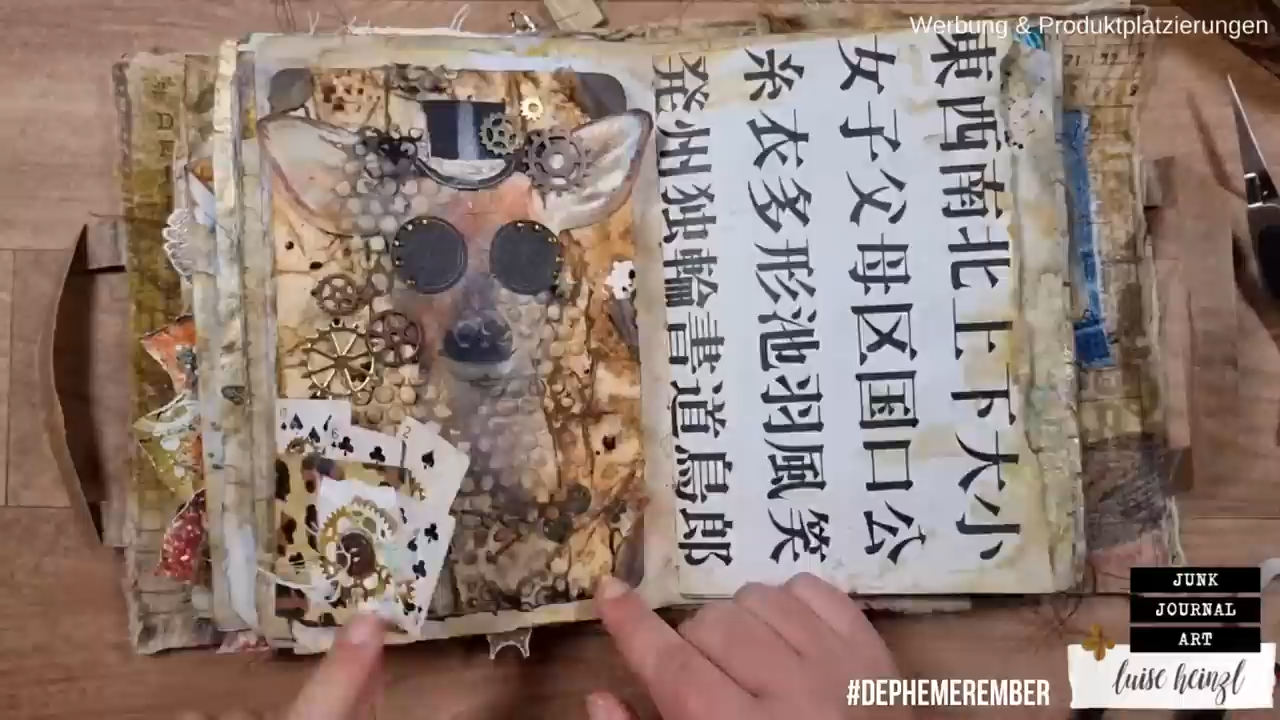 Werbung & Produktplatzierungen
東西南北上下大小
女子父母区国口公
糸衣多形池羽風笑
発州独輪書道鳥郎
2
JUNK
JOURNAL
ART
luise heinzl
#DEPHEMEREMBER